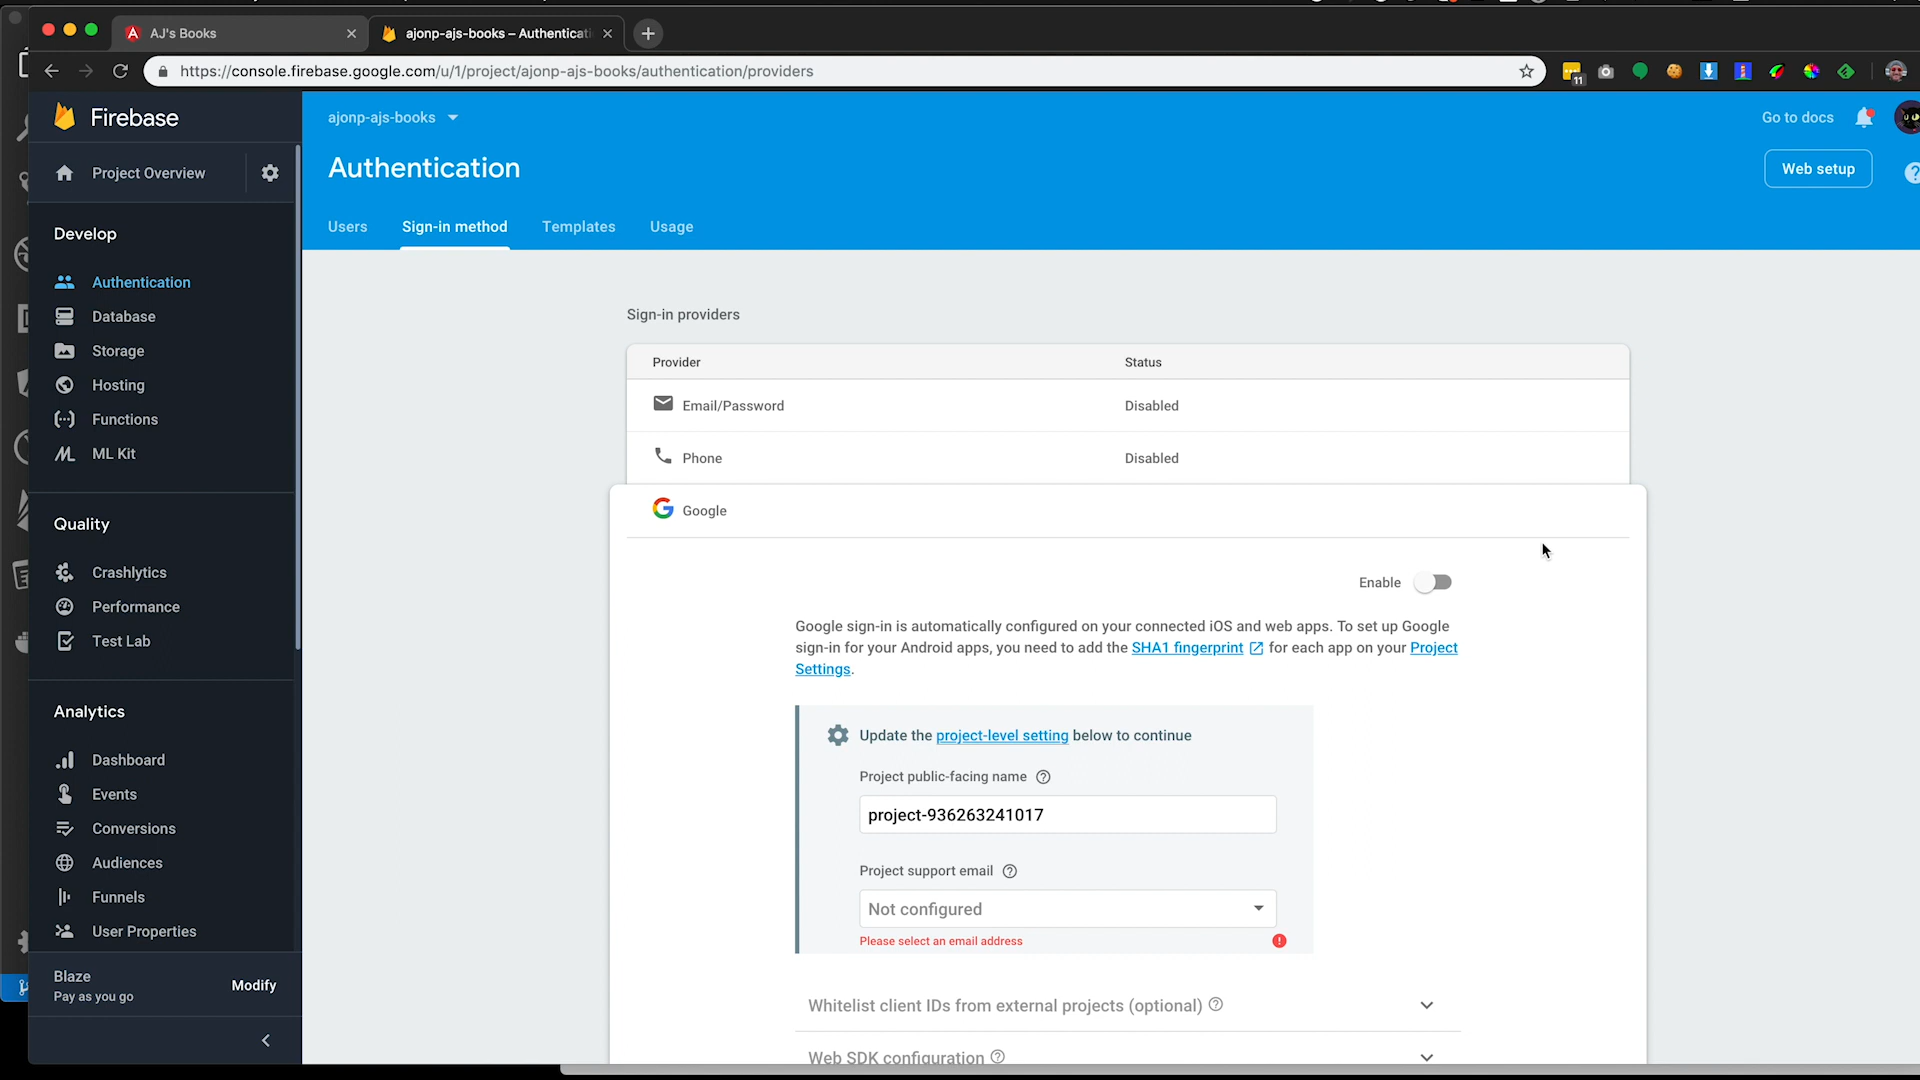 AJ's Books
ajonp-ajs-books – Authenticati
https://console.firebase.google.com/u/1/project/ajonp-ajs-books/authentication/providers
11
Firebase
ajonp-ajs-books
Go to docs
Project Overview
Authentication
Web setup
Users
Sign-in method
Templates
Usage
Develop
Authentication
Database
Storage
Hosting
Functions
ML Kit
Quality
Crashlytics
Performance
Test Lab
Analytics
Dashboard
Events
Conversions
Audiences
Funnels
User Properties
Blaze
Pay as you go
Modify
Sign-in providers
Provider
Status
Email/Password
Disabled
Phone
Disabled
Google
Enable
Google sign-in is automatically configured on your connected iOS and web apps. To set up Google
sign-in for your Android apps, you need to add the SHA1 fingerprint for each app on your Project
Settings.
Update the project-level setting below to continue
Project public-facing name
project-936263241017
Project support email
Not configured
Please select an email address
Whitelist client IDs from external projects (optional)
Web SDK configuration